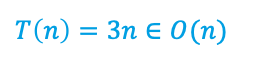 T(n) = 3n ∈ O(n)